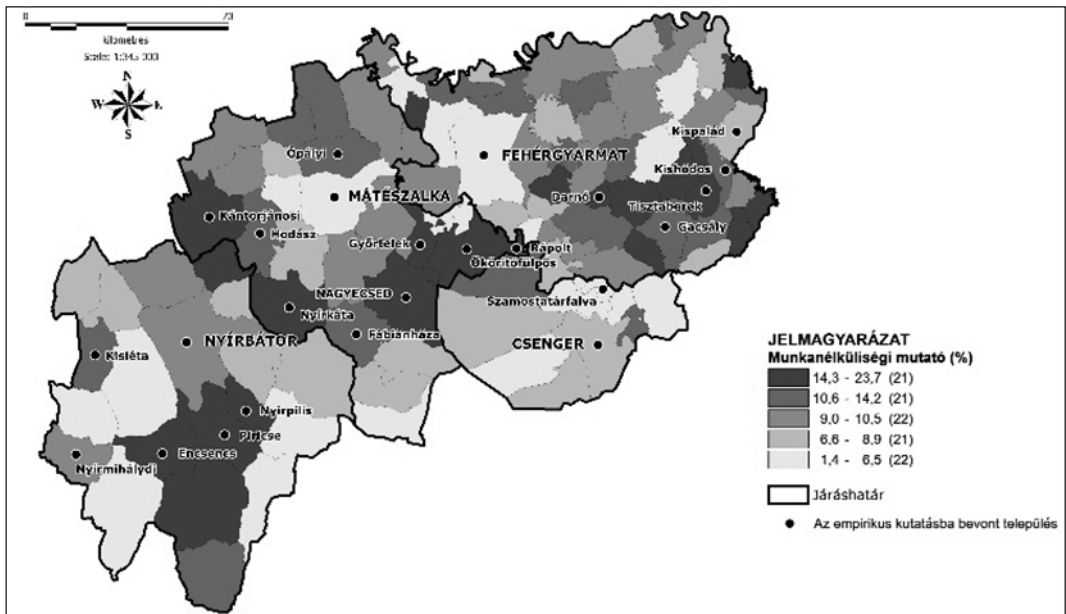 0 20
kilometres
Scale: 1:345 000
N
W E
S
Kispalád
Ópályi
FEHÉRGYARMAT
Kishódos
MÁTÉSZALKA
Darnó
Tisztaberek
Kántorjánosi
Gacsály
Hodász
Győrtelek
Rápolt
Ököritófülpös
NAGYECSED
Szamostatárfalva
Nyírkáta
Fábiánháza
NYÍRBÁTOR
CSENGER
Kisléta
Nyírpilis
Piricse
Encsencs
Nyírmihálydi
JELMAGYARÁZAT
Munkanélküliségi mutató (%)
14,3 - 23,7 (21)
10,6 - 14,2 (21)
9,0 - 10,5 (22)
6,6 - 8,9 (21)
1,4 - 6,5 (22)
Járáshatár
Az empirikus kutatásba bevont település